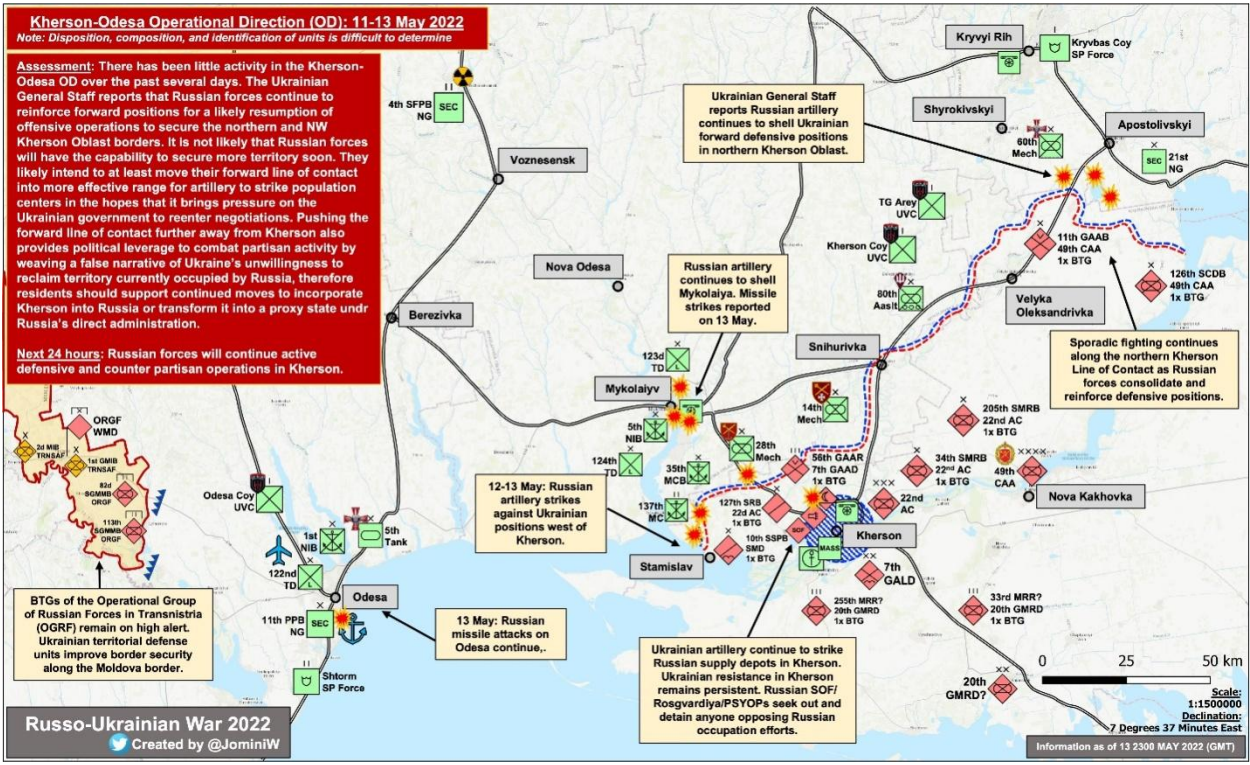 Kherson-Odesa Operational Direction (OD): 11-13 May 2022
Note: Disposition, composition, and identification of units is difficult to determine
Assessment: There has been little activity in the Kherson-
Odesa OD over the past several days. The Ukrainian
General Staff reports that Russian forces continue to
reinforce forward positions for a likely resumption of
offensive operations to secure the northern and NW
Kherson Oblast borders. It is not likely that Russian forces
will have the capability to secure more territory soon. They
likely intend to at least move their forward line of contact
into more effective range for artillery to strike population
centers in the hopes that it brings pressure on the
Ukrainian government to reenter negotiations. Pushing the
forward line of contact further away from Kherson also
provides political leverage to combat partisan activity by
weaving a false narrative of Ukraine's unwillingness to
reclaim territory currently occupied by Russia, therefore
residents should support continued moves to incorporate
Kherson into Russia or transform it into a proxy state undr
Russia's direct administration.
Next 24 hours: Russian forces will continue active
defensive and counter partisan operations in Kherson.
4th SFPB
NG
SEC
Voznesensk
Nova Odesa
Berezivka
Ukrainian General Staff
reports Russian artillery
continues to shell Ukrainian
forward defensive positions
in northern Kherson Oblast.
Kryvyi Rih
Kryvbas Coy
SP Force
Shyrokivskyi
Apostolivskyi
60th
Mech
SEC
21st
NG
TG Arey
UVC
Kherson Coy
UVC
80th
Aaslt
11th GAAB
49th CAA
1x BTG
126th SCDB
49th CAA
1x BTG
Velyka
Oleksandrivka
Russian artillery
continues to shell
Mykolaiya. Missile
strikes reported
on 13 May.
Snihurivka
Sporadic fighting continues
along the northern Kherson
Line of Contact as Russian
forces consolidate and
reinforce defensive positions.
123d
TD
Mykolaiyv
5th
NIB
124th
TD
35th
MCB
28th
Mech
14th
Mech
137th
MC
56th GAAR
7th GAAD
1x BTG
205th SMRB
22nd AC
1x BTG
34th SMRB
22nd AC
1x BTG
49th
CAA
Nova Kakhovka
22nd
AC
127th SRB
22d AC
1x BTG
10th SSPB
SMD
1x BTG
SOF
MASS
Kherson
Stamislav
12-13 May: Russian
artillery strikes
against Ukrainian
positions west of
Kherson.
7th
GALD
255th MRR?
20th GMRD
1x BTG
33rd MRR?
20th GMRD
1x BTG
20th
GMRD?
ORGF
WMD
2d MIB
TRNSAF
1st GMIB
TRNSAF
82d
SGMMB
ORGF
113th
SGMMB
ORGF
BTGs of the Operational Group
of Russian Forces in Transnistria
(OGRF) remain on high alert.
Ukrainian territorial defense
units improve border security
along the Moldova border.
Odesa Coy
UVC
1st
NIB
5th
Tank
122nd
TD
Odesa
11th PPB
NG
SEC
Shtorm
SP Force
13 May: Russian
missile attacks on
Odesa continue,.
Ukrainian artillery continue to strike
Russian supply depots in Kherson.
Ukrainian resistance in Kherson
remains persistent. Russian SOF/
Rosgvardiya/PSYOPs seek out and
detain anyone opposing Russian
occupation efforts.
0 25 50 km
Scale:
1:1500000
Declination:
7 Degrees 37 Minutes East
Information as of 13 2300 MAY 2022 (GMT)
Russo-Ukrainian War 2022
Created by @JominiW